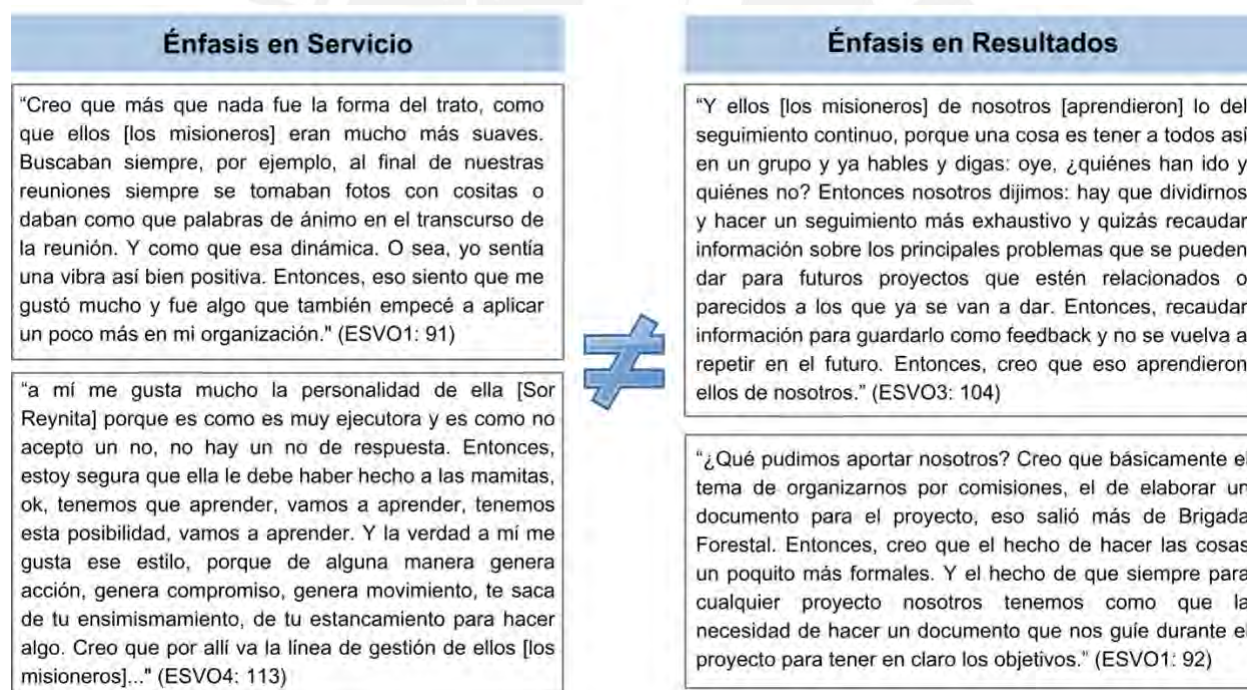 Énfasis en Servicio
“Creo que más que nada fue la forma del trato, como
que ellos [los misioneros] eran mucho más suaves.
Buscaban siempre, por ejemplo, al final de nuestras
reuniones siempre se tomaban fotos con cositas o
daban como que palabras de ánimo en el transcurso de
la reunión. Y como que esa dinámica. O sea, yo sentía
una vibra así bien positiva. Entonces, eso siento que me
gustó mucho y fue algo que también empecé a aplicar
un poco más en mi organización." (ESVO1: 91)
“a mí me gusta mucho la personalidad de ella [Sor
Reynita] porque es como es muy ejecutora y es como no
acepto un no, no hay un no de respuesta. Entonces,
estoy segura que ella le debe haber hecho a las mamitas,
ok, tenemos que aprender, vamos a aprender, tenemos
esta posibilidad, vamos a aprender. Y la verdad a mí me
gusta ese estilo, porque de alguna manera genera
acción, genera compromiso, genera movimiento, te saca
de tu ensimismamiento, de tu estancamiento para hacer
algo. Creo que por allí va la línea de gestión de ellos [los
misioneros]..." (ESVO4: 113)
≠
Énfasis en Resultados
“Y ellos [los misioneros] de nosotros [aprendieron] lo del
seguimiento continuo, porque una cosa es tener a todos así
en un grupo y ya hables y digas: oye, ¿quiénes han ido y
quiénes no? Entonces nosotros dijimos: hay que dividirnos
y hacer un seguimiento más exhaustivo y quizás recaudar
información sobre los principales problemas que se pueden
dar para futuros proyectos que estén relacionados o
parecidos a los que ya se van a dar. Entonces, recaudar
información para guardarlo como feedback y no se vuelva a
repetir en el futuro. Entonces, creo que eso aprendieron
ellos de nosotros.” (ESVO3: 104)
“¿Qué pudimos aportar nosotros? Creo que básicamente el
tema de organizarnos por comisiones, el de elaborar un
documento para el proyecto, eso salió más de Brigada
Forestal. Entonces, creo que el hecho de hacer las cosas
un poquito más formales. Y el hecho de que siempre para
cualquier proyecto nosotros tenemos como que la
necesidad de hacer un documento que nos guíe durante el
proyecto para tener en claro los objetivos.” (ESVO1: 92)